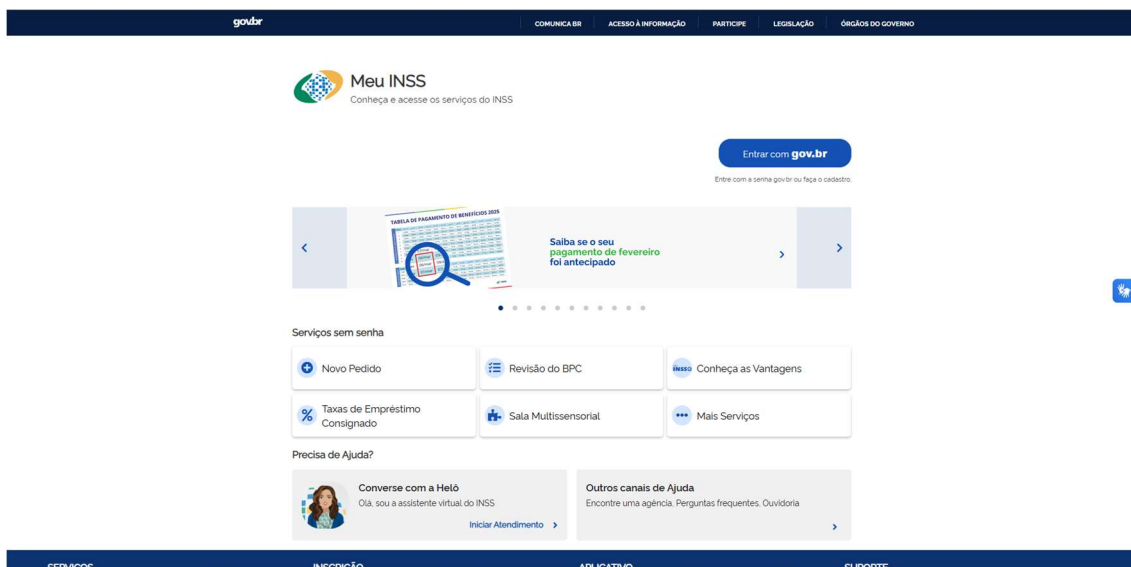 gov.br
COMUNICA BR
ACESSO À INFORMAÇÃO
PARTICIPE
LEGISLAÇÃO
ÓRGÃOS DO GOVERNO
Meu INSS
Conheça e acesse os serviços do INSS
Entrar com gov.br
Entre com a senha gov.br ou faça o cadastro.
TABELA DE PAGAMENTO DE BENEFÍCIOS 2026
Saiba se o seu
pagamento de fevereiro
foi antecipado
Serviços sem senha
Novo Pedido
Revisão do BPC
Conheça as Vantagens
Taxas de Empréstimo
Consignado
Sala Multissensorial
Mais Serviços
Precisa de Ajuda?
Converse com a Helô
Olá, sou a assistente virtual do INSS
Iniciar Atendimento
Outros canais de Ajuda
Encontre uma agência, Perguntas frequentes, Ouvidoria
SERVIÇOS
INSCRIÇÃO
APLICATIVO
SUPORTE